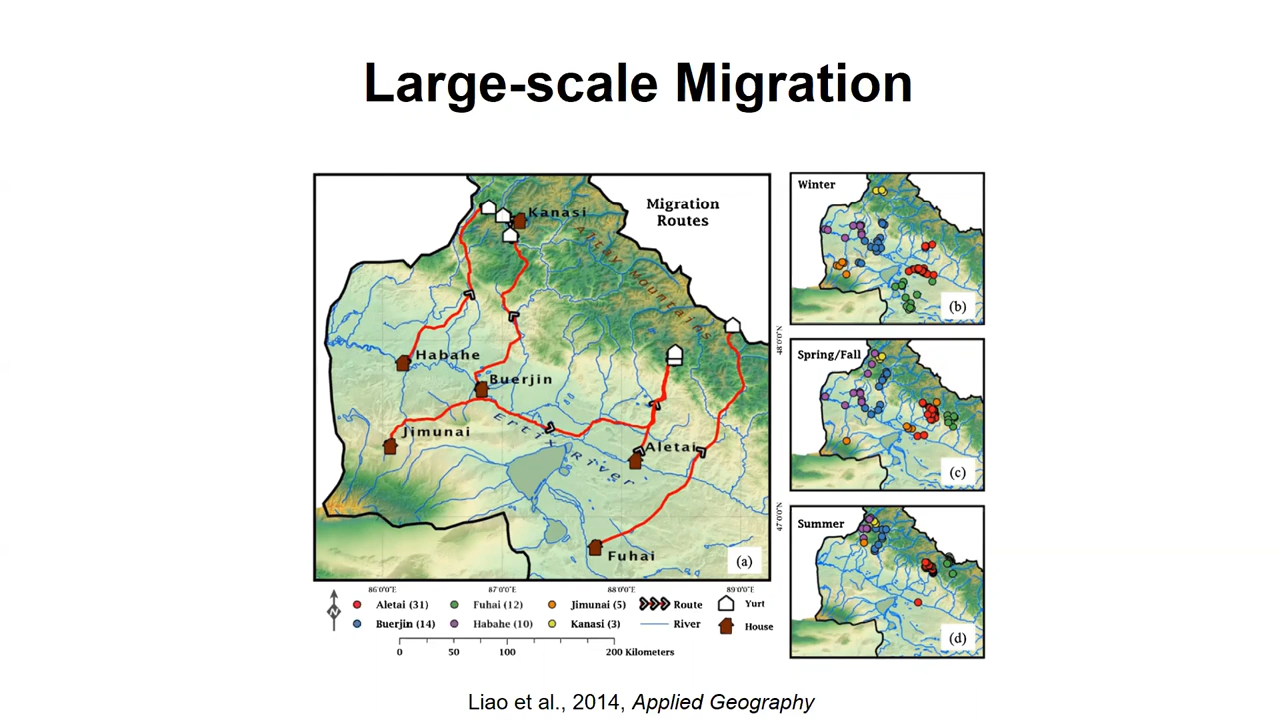 Large-scale Migration
Migration
Routes
Kanasi
Altay Mountains
Habahe
Buerjin
Jimunai
Ertix River
Aletai
Fuhai
(a)
86°0'0"E
87°0'0"E
88°0'0"E
89°0'0"E
48°0'0"N
47°0'0"N
Winter
(b)
Spring/Fall
(c)
Summer
(d)
N
Aletai (31)
Fuhai (12)
Jimunai (5)
Route
Yurt
Buerjin (14)
Habahe (10)
Kanasi (3)
River
House
0 50 100 200 Kilometers
Liao et al., 2014, Applied Geography